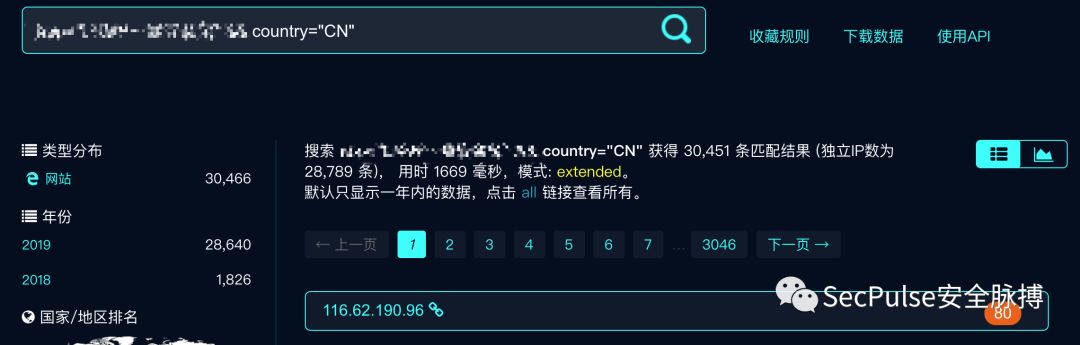 country="CN"
收藏规则
下载数据
使用API
类型分布
网站 30,466
年份
2019 28,640
2018 1,826
国家/地区排名
搜索 country="CN" 获得 30,451 条匹配结果 (独立IP数为
28,789 条)， 用时 1669 毫秒，模式: extended。
默认只显示一年内的数据，点击 all 链接查看所有。
← 上一页 1 2 3 4 5 6 7 ... 3046 下一页 →
116.62.190.96
80
SecPulse安全脉搏